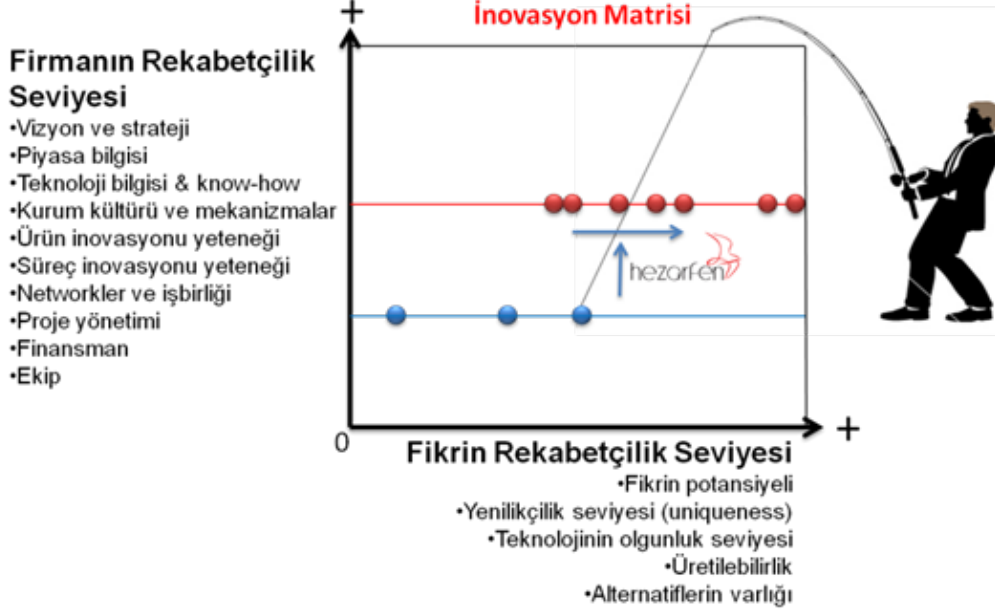 +
İnovasyon Matrisi
Firmanın Rekabetçilik
Seviyesi
•Vizyon ve strateji
•Piyasa bilgisi
•Teknoloji bilgisi & know-how
•Kurum kültürü ve mekanizmalar
•Ürün inovasyonu yeteneği
•Süreç inovasyonu yeteneği
•Networkler ve işbirliği
•Proje yönetimi
•Finansman
•Ekip
hezarfen
0
+
Fikrin Rekabetçilik Seviyesi
•Fikrin potansiyeli
•Yenilikçilik seviyesi (uniqueness)
•Teknolojinin olgunluk seviyesi
•Üretilebilirlik
•Alternatiflerin varlığı